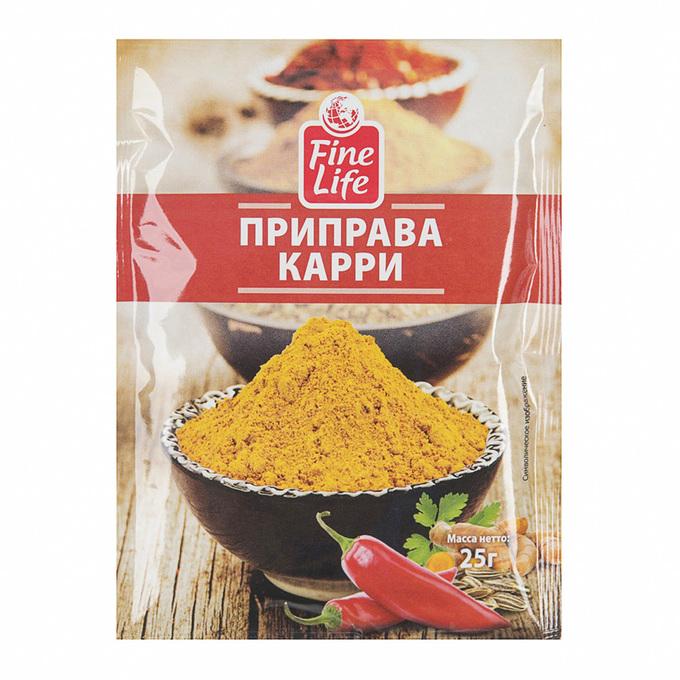 Fine
Life
ПРИПРАВА
КАРРИ
Символическое изображение
Масса нетто:
25г